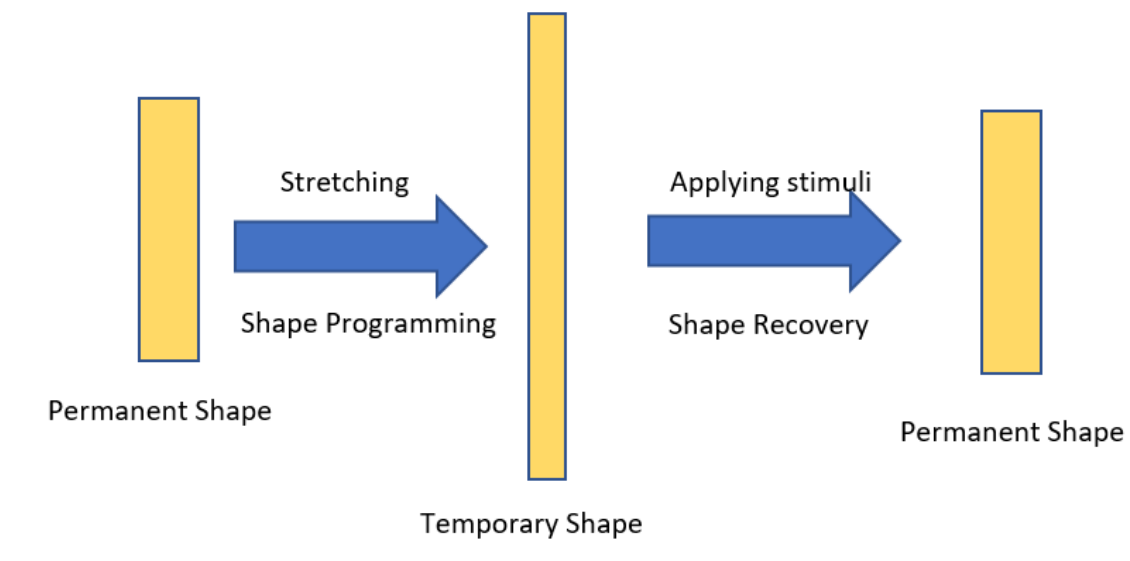 Stretching
Shape Programming
Permanent Shape
Temporary Shape
Applying stimuli
Shape Recovery
Permanent Shape